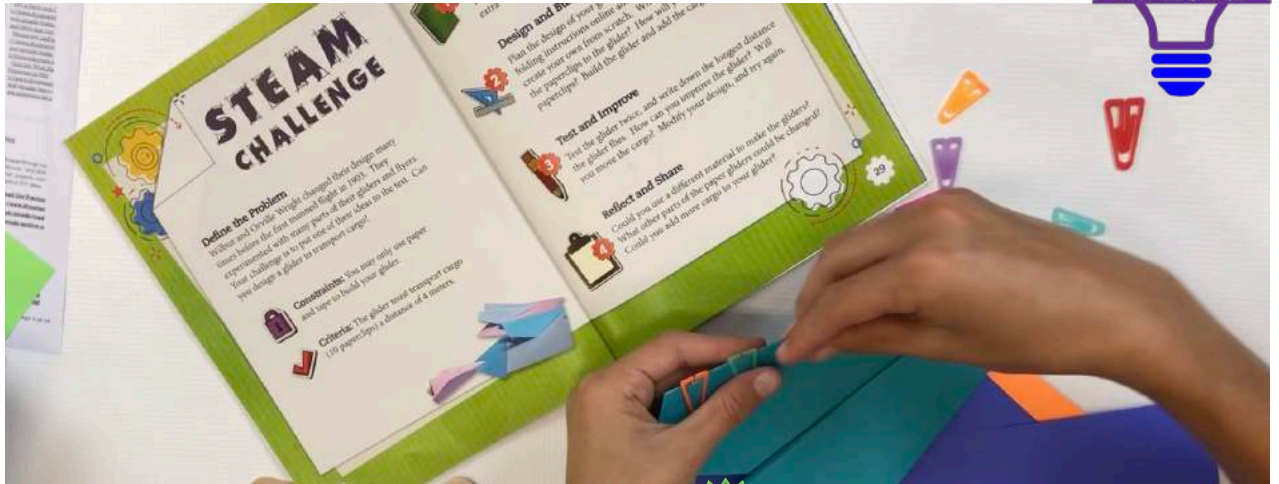 STEAM
CHALLENGE
Define the Problem
Wilbur and Orville Wright changed their design many
times before the first manned flight in 1903. They
experimented with many parts of their gliders and flyers.
Your challenge is to put one of their ideas to the test. Can
you design a glider to transport cargo?
Constraints: You may only use paper
and tape to build your glider.
Criteria: The glider must transport cargo
(10 paperclips) a distance of 4 meters.
extra
2
Design and
Plan the design of your
folding instructions online
create your own from scratch.
the paperclips to the glider? How will
paperclips? Build the glider and add the
3
Test and Improve
Test the glider twice, and write down the longest distance
the glider flies. How can you improve the glider? Will
you move the cargo? Modify your design, and try again.
4
Reflect and Share
Could you use a different material to make the gliders?
What other parts of the paper gliders could be changed?
Could you add more cargo to your glider?
29